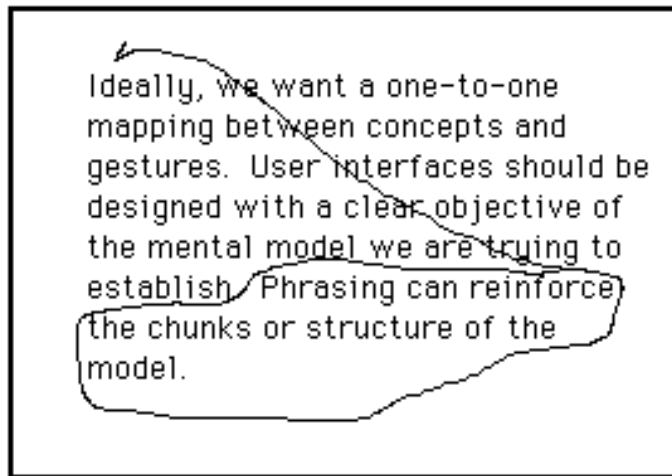 Ideally, we want a one-to-one
mapping between concepts and
gestures.  User interfaces should be
designed with a clear objective of
the mental model we are trying to
establish.  Phrasing can reinforce
the chunks or structure of the
model.